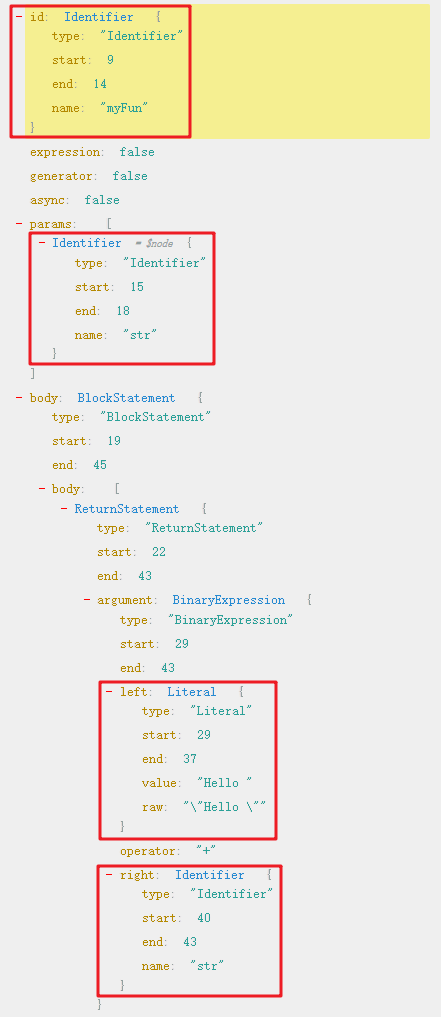 - id: Identifier {
type: "Identifier"
start: 9
end: 14
name: "myFun"
}
expression: false
generator: false
async: false
- params: [
- Identifier = $node {
type: "Identifier"
start: 15
end: 18
name: "str"
}
]
- body: BlockStatement {
type: "BlockStatement"
start: 19
end: 45
- body: [
- ReturnStatement {
type: "ReturnStatement"
start: 22
end: 43
- argument: BinaryExpression {
type: "BinaryExpression"
start: 29
end: 43
- left: Literal {
type: "Literal"
start: 29
end: 37
value: "Hello "
raw: "\"Hello \""
}
operator: "+"
- right: Identifier {
type: "Identifier"
start: 40
end: 43
name: "str"
}
}